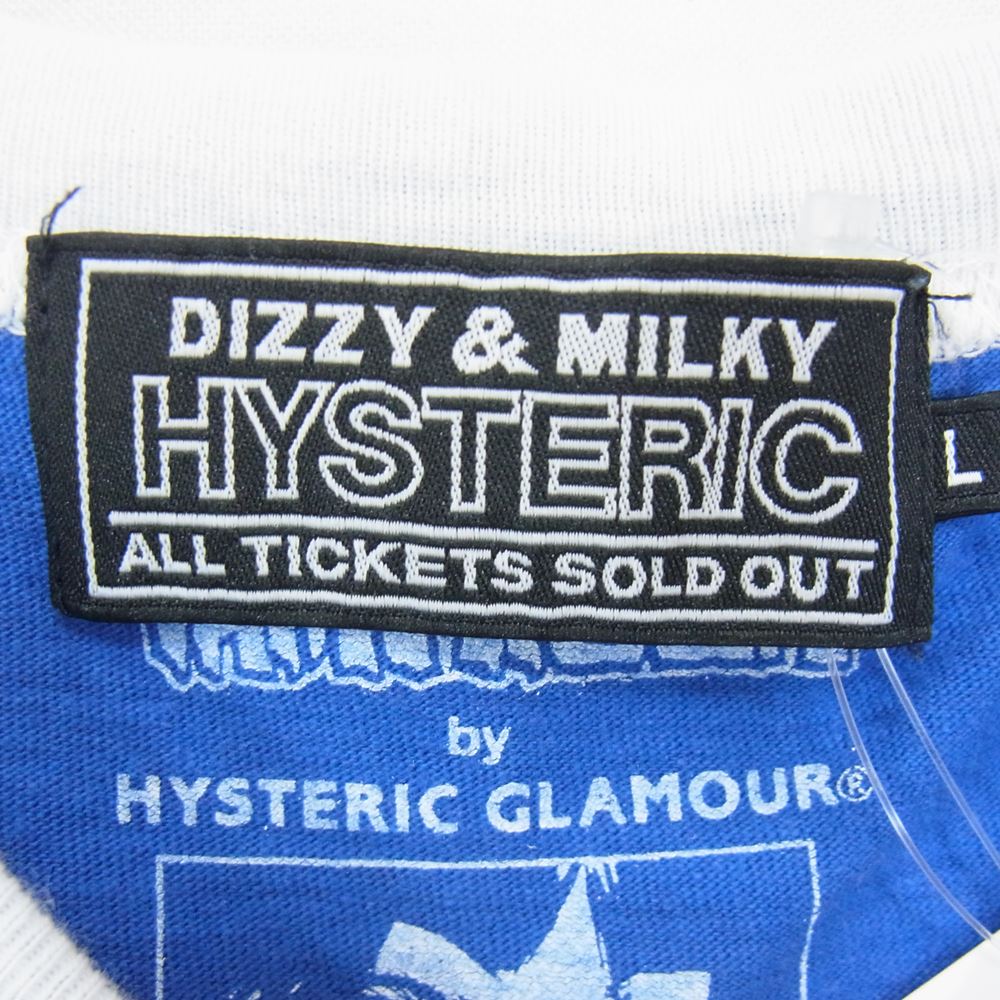 DIZZY & MILKY
HYSTERIC
ALL TICKETS SOLD OUT
L
by
HYSTERIC GLAMOUR®